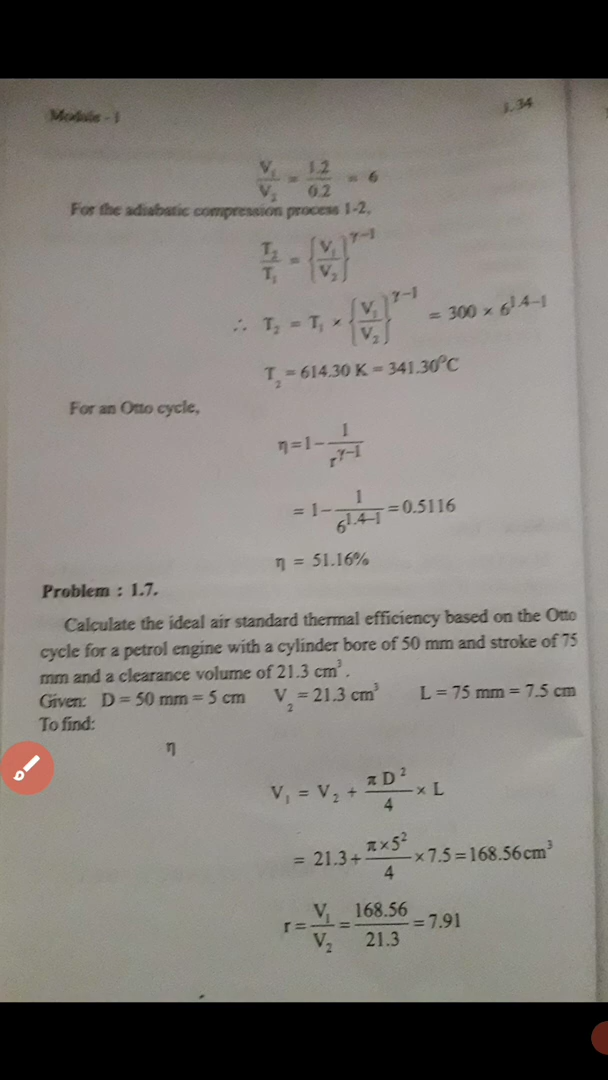 Module - 1
1.34
V₁/V₂ = 1.2/0.2 = 6
For the adiabatic compression process 1-2,
T₂/T₁ = {V₁/V₂}^γ−1
∴ T₂ = T₁ × {V₁/V₂}^γ−1 = 300 × 6^1.4−1
T₂ = 614.30 K = 341.30°C
For an Otto cycle,
η = 1 − 1/r^γ−1
= 1 − 1/6^1.4−1 = 0.5116
η = 51.16%
Problem : 1.7.
Calculate the ideal air standard thermal efficiency based on the Otto
cycle for a petrol engine with a cylinder bore of 50 mm and stroke of 75
mm and a clearance volume of 21.3 cm³.
Given: D = 50 mm = 5 cm V₂ = 21.3 cm³ L = 75 mm = 7.5 cm
To find:
η
V₁ = V₂ + πD²/4 × L
= 21.3 + π×5²/4 × 7.5 = 168.56 cm³
r = V₁/V₂ = 168.56/21.3 = 7.91